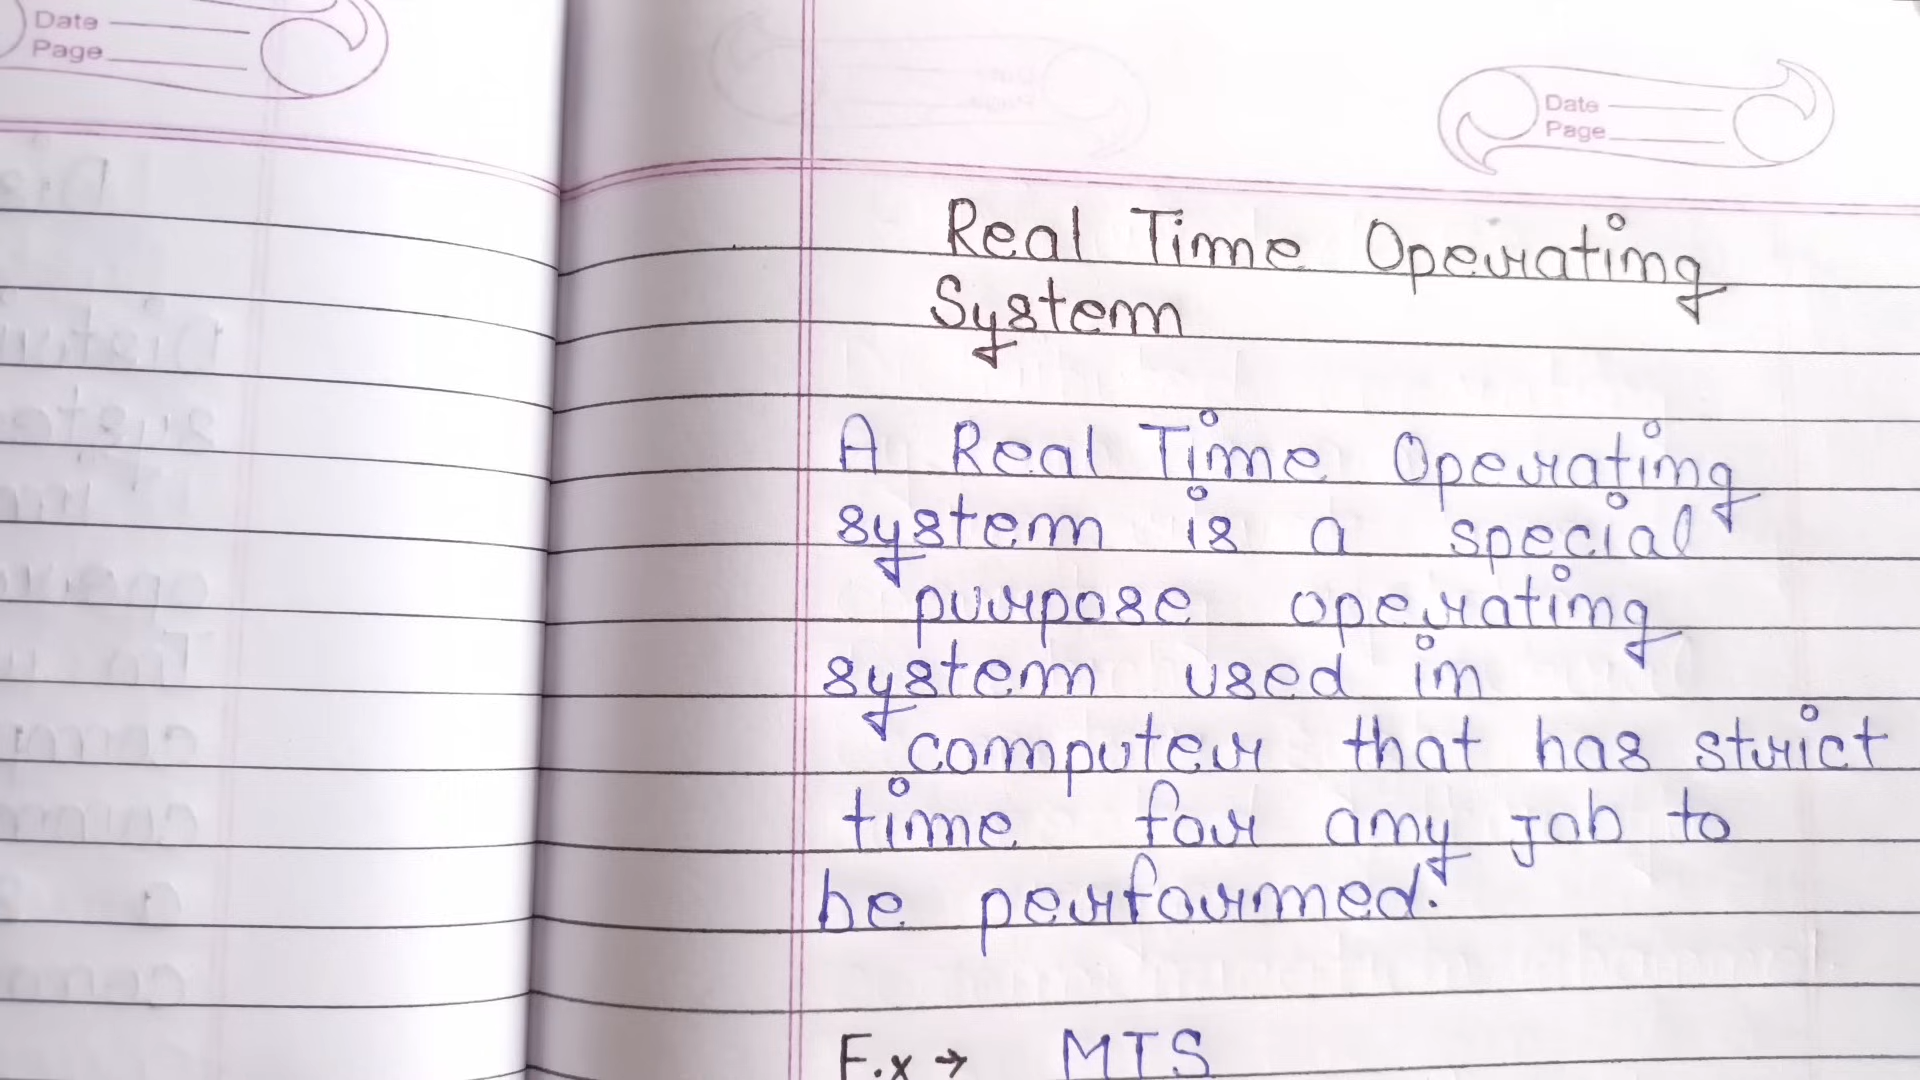 Date
Page
Date
Page
Real Time Operating
System
A Real Time Operating
system is a special
purpose operating
system used in
computer that has strict
time for any job to
be performed.
E.x → MTS